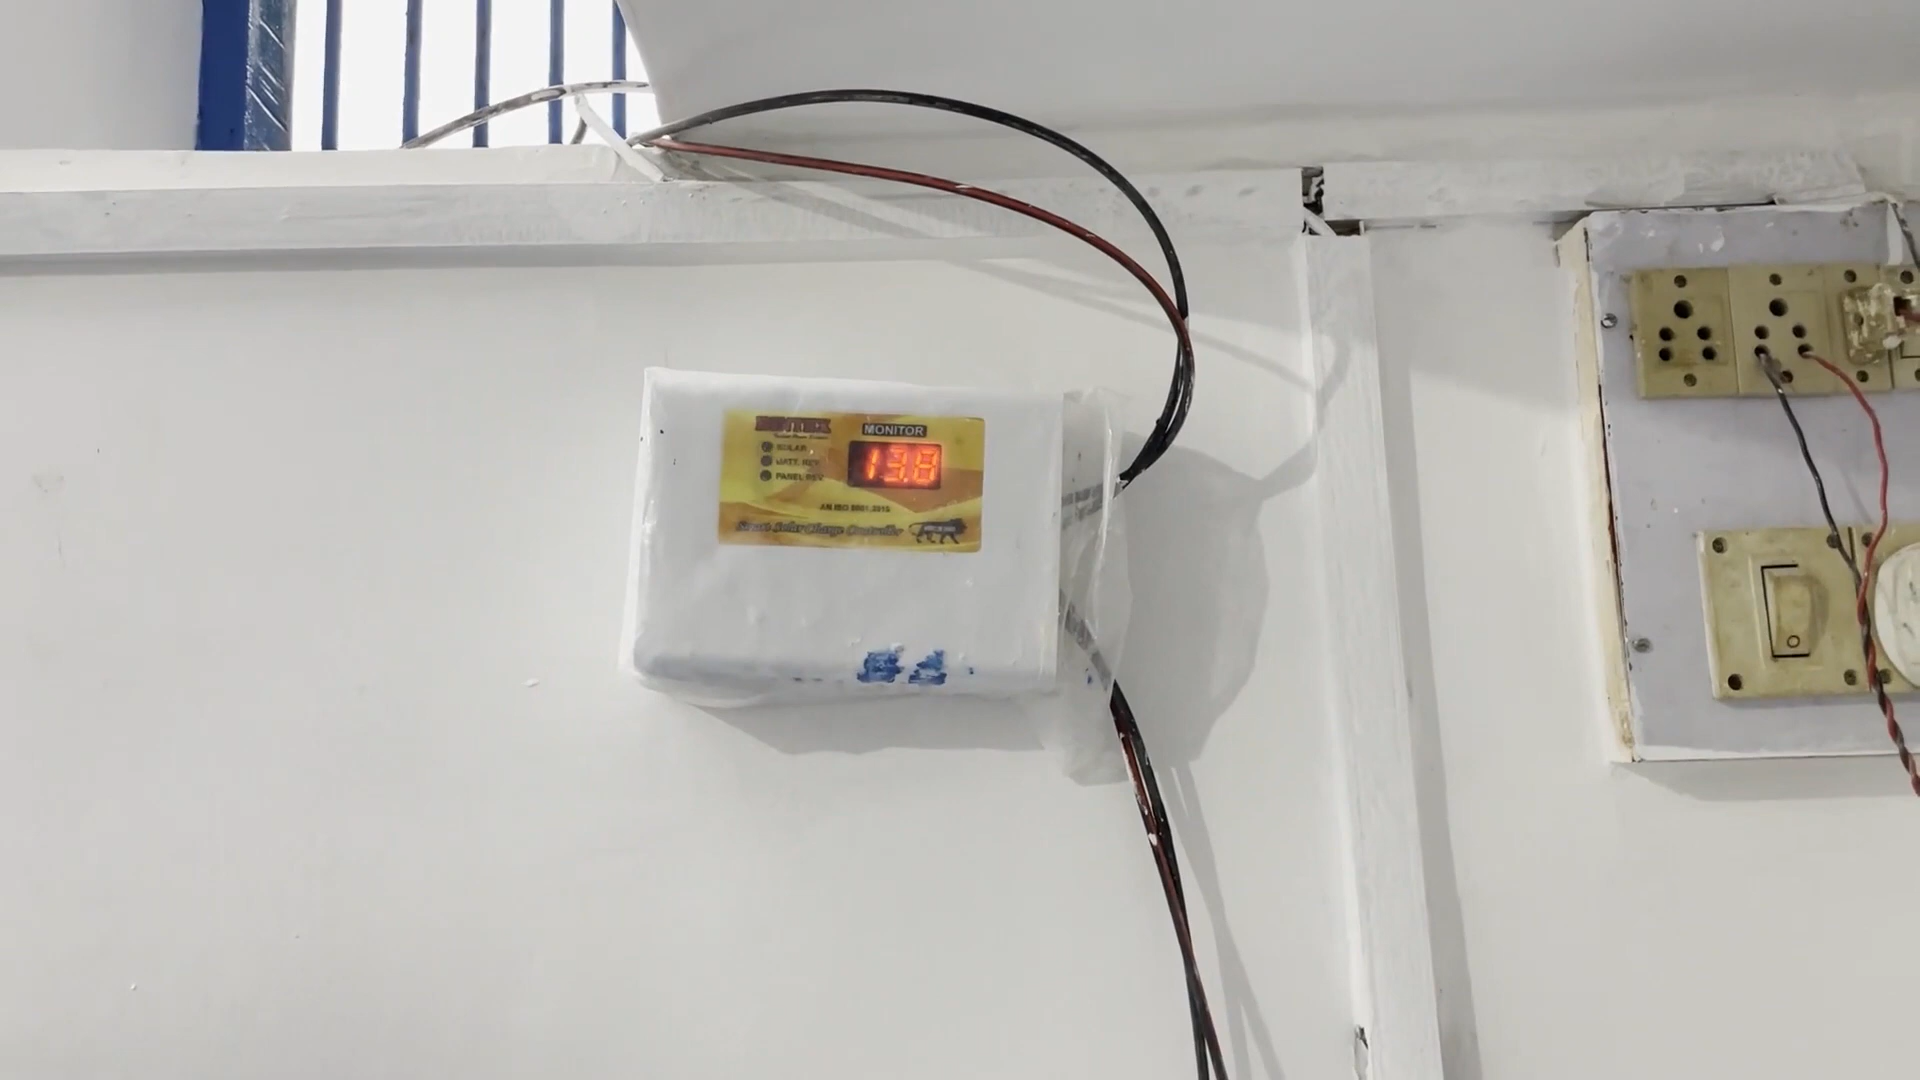 MONITOR
SOLAR
BATT. REV
PANEL REV
13.8
AN ISO 9001:2015
Smart Solar Charge Controller